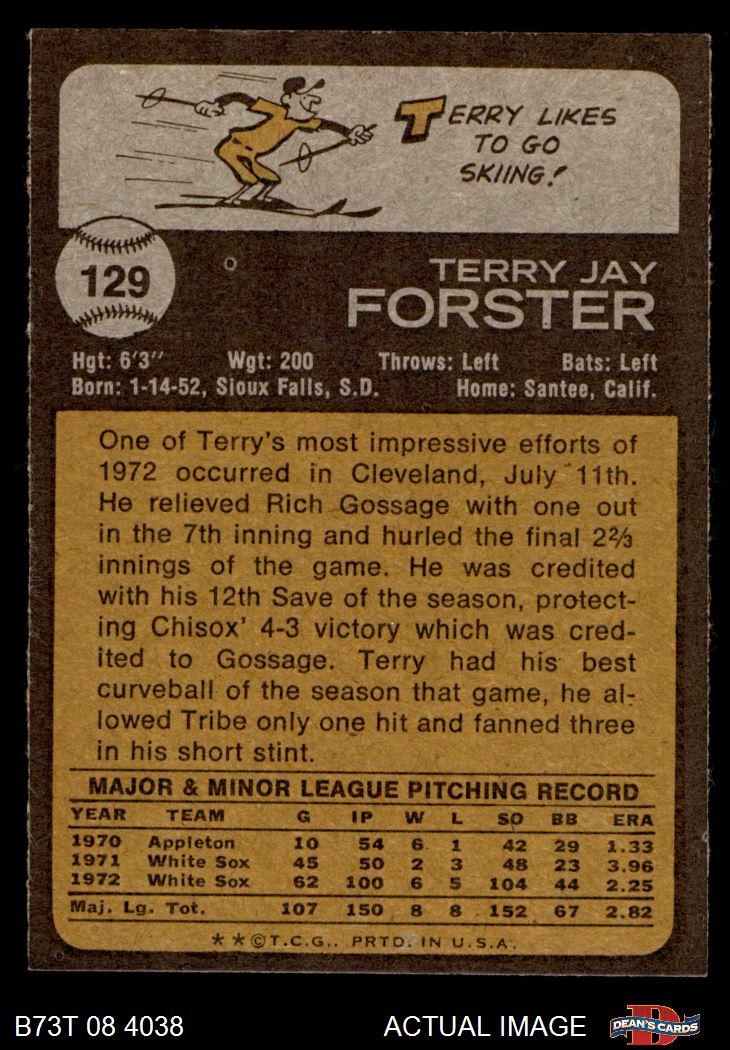 TERRY LIKES
TO GO
SKIING!
129
TERRY JAY
FORSTER
Hgt: 6'3" Wgt: 200 Throws: Left Bats: Left
Born: 1-14-52, Sioux Falls, S.D. Home: Santee, Calif.
One of Terry's most impressive efforts of
1972 occurred in Cleveland, July 11th.
He relieved Rich Gossage with one out
in the 7th inning and hurled the final 2⅔
innings of the game. He was credited
with his 12th Save of the season, protect-
ing Chisox' 4-3 victory which was cred-
ited to Gossage. Terry had his best
curveball of the season that game, he al-
lowed Tribe only one hit and fanned three
in his short stint.
MAJOR & MINOR LEAGUE PITCHING RECORD
YEAR TEAM G IP W L SO BB ERA
1970 Appleton 10 54 6 1 42 29 1.33
1971 White Sox 45 50 2 3 48 23 3.96
1972 White Sox 62 100 6 5 104 44 2.25
Maj. Lg. Tot. 107 150 8 8 152 67 2.82
**©T.C.G.. PRTD. IN U.S.A.
B73T 08 4038 ACTUAL IMAGE
D
DEAN'S CARDS